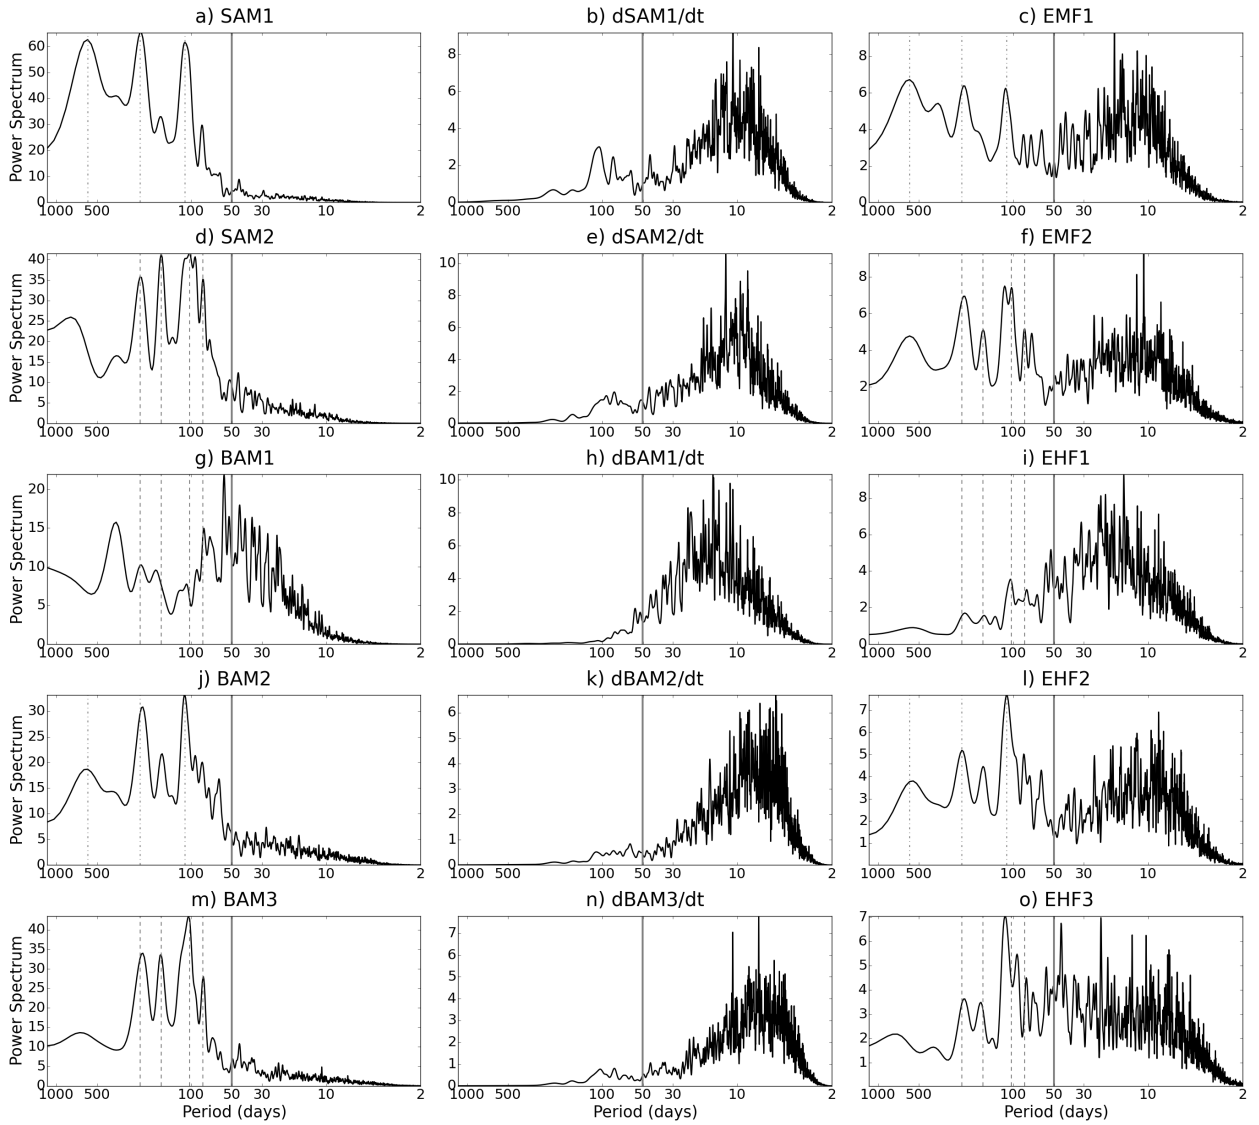 a) SAM1
b) dSAM1/dt
c) EMF1
Power Spectrum
60
50
40
30
20
10
0
1000 500 100 50 30 10 2
8
6
4
2
0
1000 500 100 50 30 10 2
8
6
4
2
0
1000 500 100 50 30 10 2
d) SAM2
e) dSAM2/dt
f) EMF2
Power Spectrum
40
35
30
25
20
15
10
5
0
1000 500 100 50 30 10 2
10
8
6
4
2
0
1000 500 100 50 30 10 2
8
6
4
2
1000 500 100 50 30 10 2
g) BAM1
h) dBAM1/dt
i) EHF1
Power Spectrum
20
15
10
5
0
1000 500 100 50 30 10 2
10
8
6
4
2
0
1000 500 100 50 30 10 2
8
6
4
2
0
1000 500 100 50 30 10 2
j) BAM2
k) dBAM2/dt
l) EHF2
Power Spectrum
30
25
20
15
10
5
0
1000 500 100 50 30 10 2
6
5
4
3
2
1
0
1000 500 100 50 30 10 2
7
6
5
4
3
2
1
1000 500 100 50 30 10 2
m) BAM3
n) dBAM3/dt
o) EHF3
Power Spectrum
40
35
30
25
20
15
10
5
0
1000 500 100 50 30 10 2
Period (days)
7
6
5
4
3
2
1
0
1000 500 100 50 30 10 2
Period (days)
7
6
5
4
3
2
1
1000 500 100 50 30 10 2
Period (days)